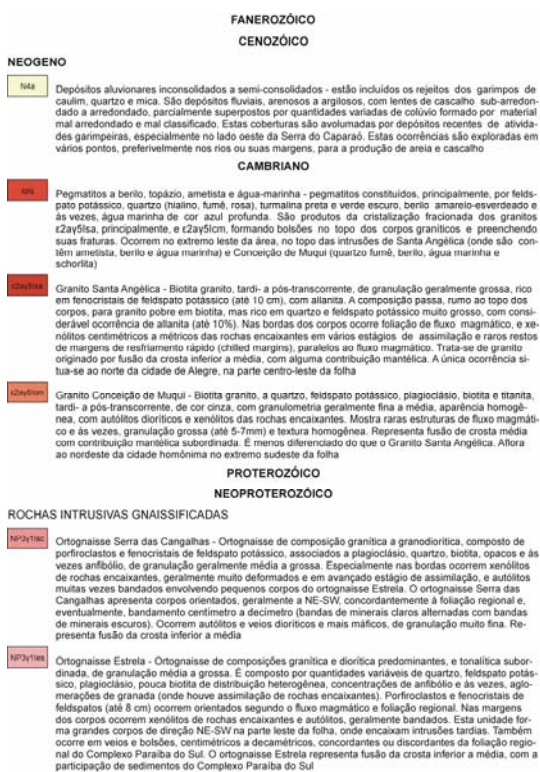 FANEROZÓICO
CENOZÓICO
NEOGENO
N4a
Depósitos aluvionares inconsolidados a semi-consolidados - estão incluídos os rejeitos dos garimpos de
caulim, quartzo e mica. São depósitos fluviais, arenosos a argilosos, com lentes de cascalho sub-arredon-
dado a arredondado, parcialmente superpostos por quantidades variadas de colúvio formado por material
mal arredondado e mal classificado. Estas coberturas são avolumadas por depósitos recentes de ativida-
des garimpeiras, especialmente no lado oeste da Serra do Caparaó. Estas ocorrências são exploradas em
vários pontos, preferivelmente nos rios ou suas margens, para a produção de areia e cascalho
CAMBRIANO
Pegmatitos a berilo, topázio, ametista e água-marinha - pegmatitos constituídos, principalmente, por felds-
pato potássico, quartzo (hialino, fumê, rosa), turmalina preta e verde escuro, berilo amarelo-esverdeado e
às vezes, água marinha de cor azul profunda. São produtos da cristalização fracionada dos granitos
ε2ay5Isa, principalmente, e ε2ay5Icm, formando bolsões no topo dos corpos graníticos e preenchendo
suas fraturas. Ocorrem no extremo leste da área, no topo das intrusões de Santa Angélica (onde são con-
têm ametista, berilo e água marinha) e Conceição de Muqui (quartzo fumê, berilo, água marinha e
schorlita)
ε2ay5Isa
Granito Santa Angélica - Biotita granito, tardi- a pós-transcorrente, de granulação geralmente grossa, rico
em fenocristais de feldspato potássico (até 10 cm), com allanita. A composição passa, rumo ao topo dos
corpos, para granito pobre em biotita, mas rico em quartzo e feldspato potássico muito grosso, com consi-
derável ocorrência de allanita (até 10%). Nas bordas dos corpos ocorre foliação de fluxo magmático, e xe-
nólitos centimétricos a métricos das rochas encaixantes em vários estágios de assimilação e raros restos
de margens de resfriamento rápido (chilled margins), paralelos ao fluxo magmático. Trata-se de granito
originado por fusão da crosta inferior a média, com alguma contribuição mantélica. A única ocorrência si-
tua-se ao norte da cidade de Alegre, na parte centro-leste da folha
ε2ay5Icm
Granito Conceição de Muqui - Biotita granito, a quartzo, feldspato potássico, plagioclásio, biotita e titanita,
tardi- a pós-transcorrente, de cor cinza, com granulometria geralmente fina a média, aparência homogê-
nea, com autólitos dioríticos e xenólitos das rochas encaixantes. Mostra raras estruturas de fluxo magmáti-
co e às vezes, granulação grossa (até 5-7mm) e textura homogênea. Representa fusão de crosta média
com contribuição mantélica subordinada. É menos diferenciado do que o Granito Santa Angélica. Aflora
ao nordeste da cidade homônima no extremo sudeste da folha
PROTEROZÓICO
NEOPROTEROZÓICO
ROCHAS INTRUSIVAS GNAISSIFICADAS
NP3γ1Isc
Ortognaisse Serra das Cangalhas - Ortognaisse de composição granítica a granodiorítica, composto de
porfiroclastos e fenocristais de feldspato potássico, associados a plagioclásio, quartzo, biotita, opacos e às
vezes anfibólio, de granulação geralmente média a grossa. Especialmente nas bordas ocorrem xenólitos
de rochas encaixantes, geralmente muito deformados e em avançado estágio de assimilação, e autólitos
muitas vezes bandados envolvendo pequenos corpos do ortognaisse Estrela. O ortognaisse Serra das
Cangalhas apresenta corpos orientados, geralmente a NE-SW, concordantemente à foliação regional e,
eventualmente, bandamento centímetro a decímetro (bandas de minerais claros alternadas com bandas
de minerais escuros). Ocorrem autólitos e veios dioríticos e mais máficos, de granulação muito fina. Re-
presenta fusão da crosta inferior a média
NP3γ1Ies
Ortognaisse Estrela - Ortognaisse de composições granítica e diorítica predominantes, e tonalítica subor-
dinada, de granulação média a grossa. É composto por quantidades variáveis de quartzo, feldspato potás-
sico, plagioclásio, pouca biotita de distribuição heterogênea, concentrações de anfibólio e às vezes, aglo-
merações de granada (onde houve assimilação de rochas encaixantes). Porfiroclastos e fenocristais de
feldspatos (até 8 cm) ocorrem orientados segundo o fluxo magmático e foliação regional. Nas margens
dos corpos ocorrem xenólitos de rochas encaixantes e autólitos, geralmente bandados. Esta unidade for-
ma grandes corpos de direção NE-SW na parte leste da folha, onde encaixam intrusões tardias. Também
ocorre em veios e bolsões, centimétricos a decamétricos, concordantes ou discordantes da foliação regio-
nal do Complexo Paraíba do Sul. O ortognaisse Estrela representa fusão da crosta inferior a média, com a
participação de sedimentos do Complexo Paraíba do Sul